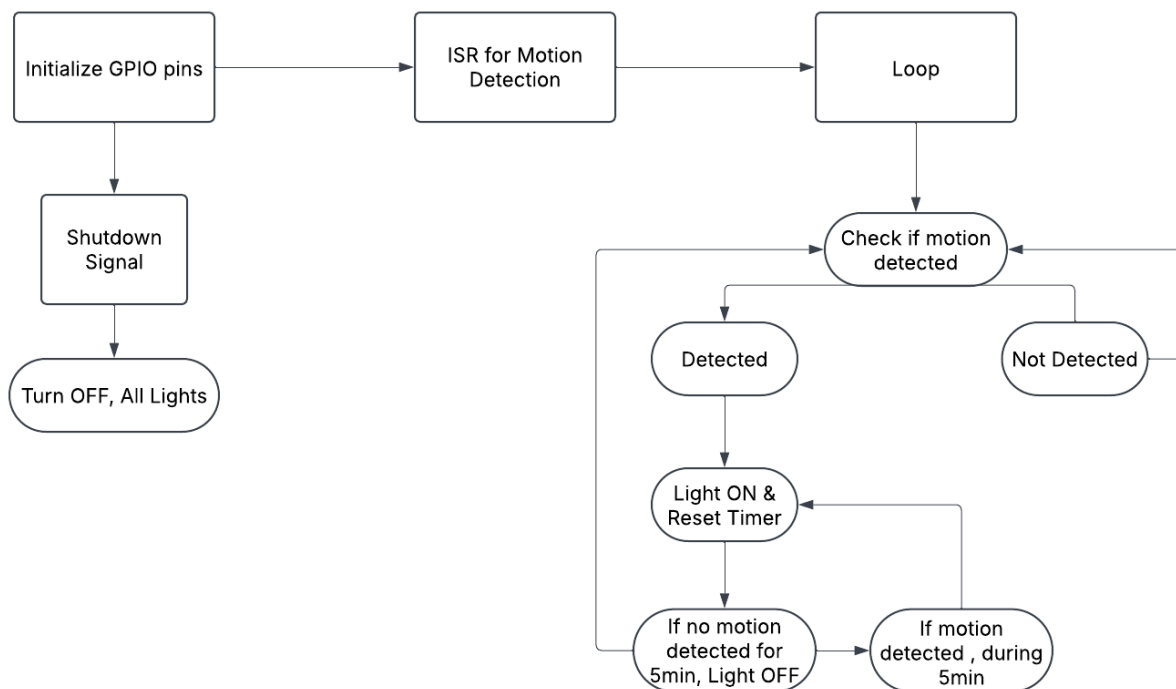 Initialize GPIO pins
ISR for Motion
Detection
Loop
Shutdown
Signal
Turn OFF, All Lights
Check if motion
detected
Detected
Not Detected
Light ON &
Reset Timer
If no motion
detected for
5min, Light OFF
If motion
detected , during
5min